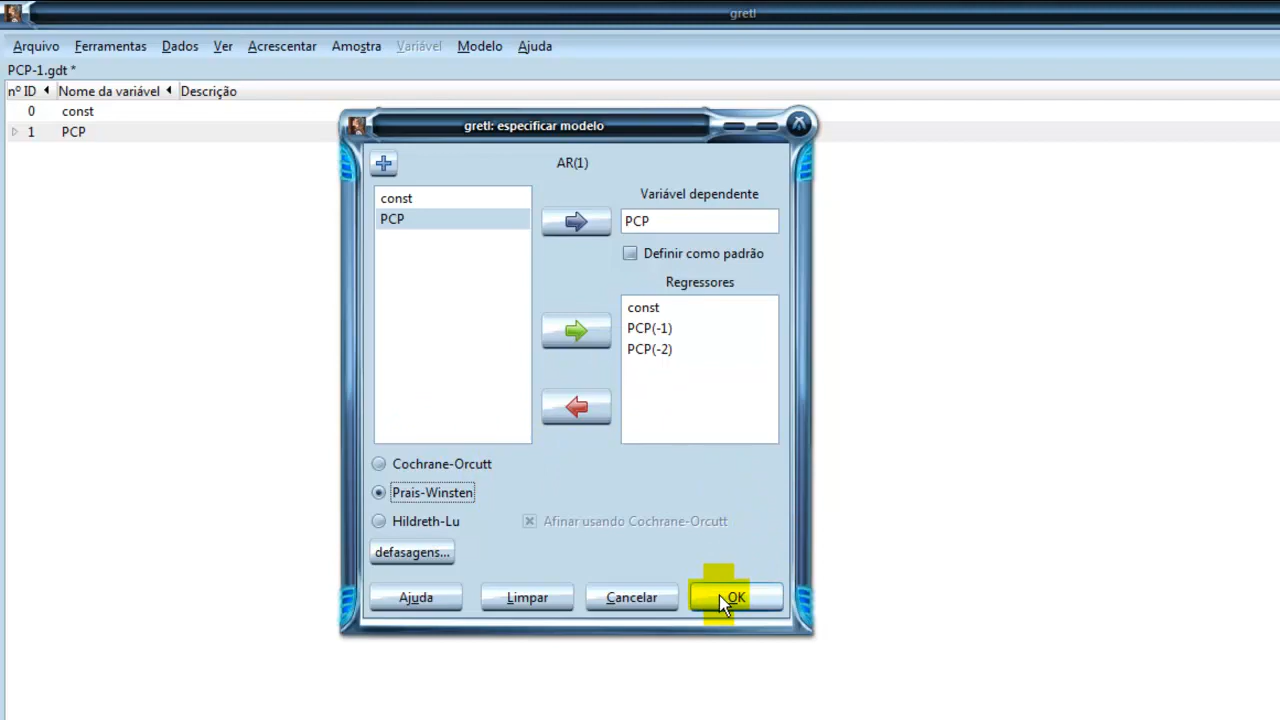 gretl
Arquivo Ferramentas Dados Ver Acrescentar Amostra Variável Modelo Ajuda
PCP-1.gdt *
nº ID Nome da variável Descrição
0 const
1 PCP
gretl: especificar modelo
AR(1)
const
PCP
Variável dependente
PCP
Definir como padrão
Regressores
const
PCP(-1)
PCP(-2)
Cochrane-Orcutt
Prais-Winsten
Hildreth-Lu
Afinar usando Cochrane-Orcutt
defasagens...
Ajuda Limpar Cancelar OK